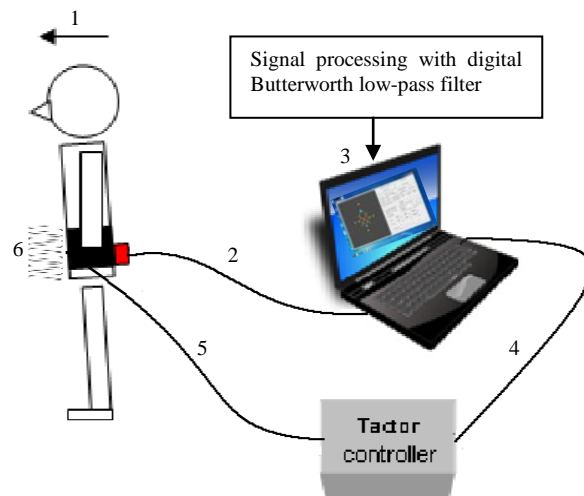 1
Signal processing with digital
Butterworth low-pass filter
3
6
2
5
4
Tactor
controller